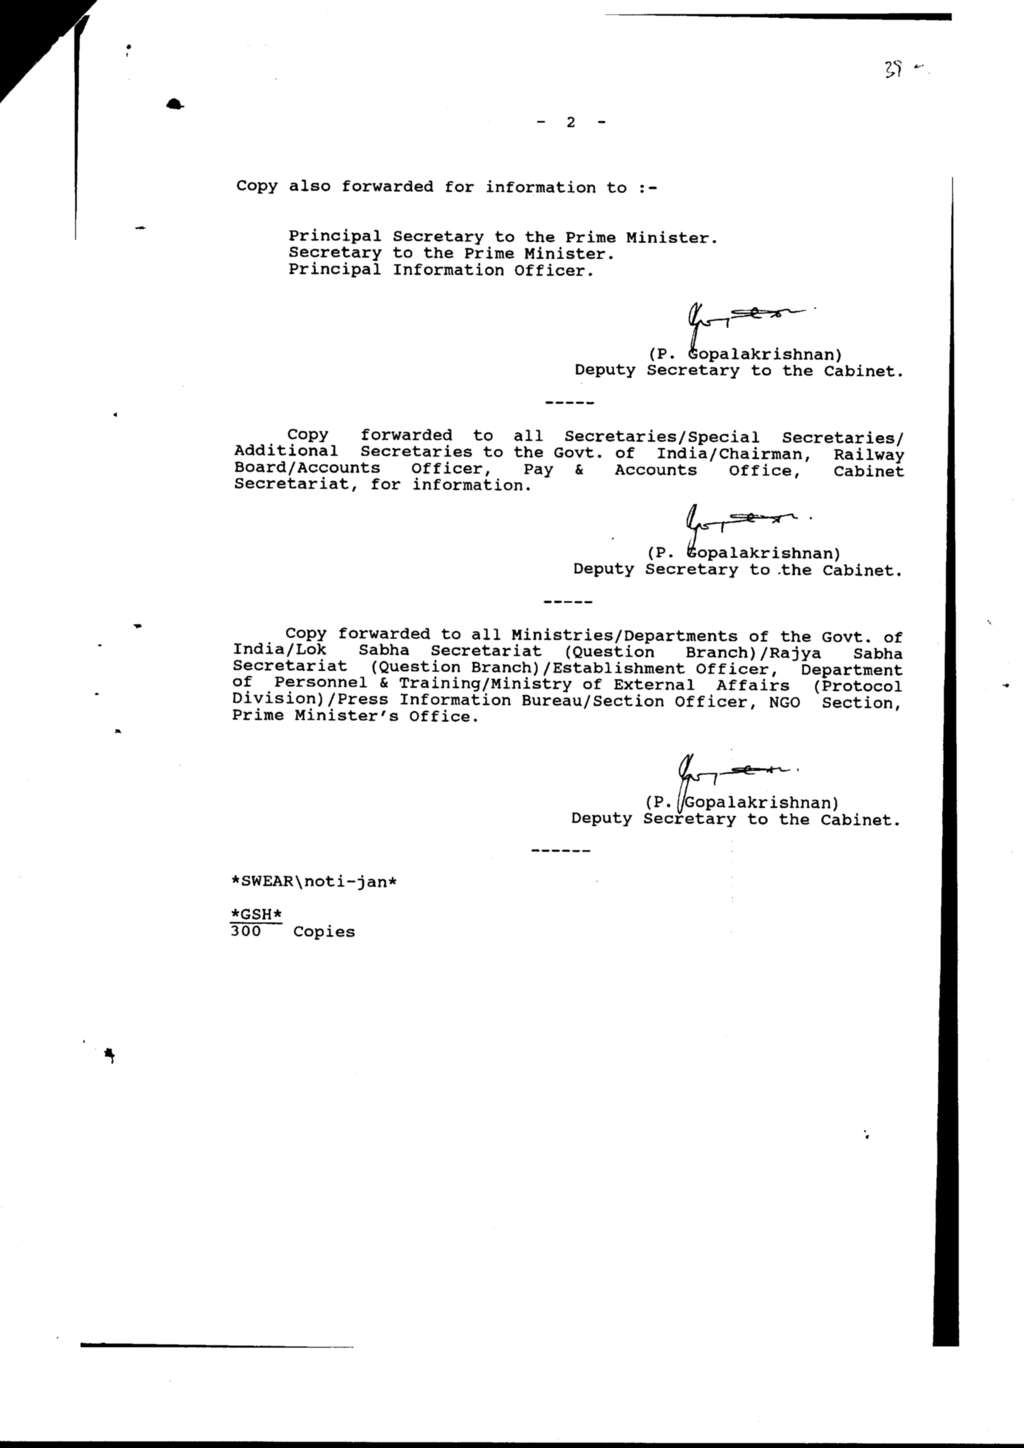 39
- 2 -
Copy also forwarded for information to :-
Principal Secretary to the Prime Minister.
Secretary to the Prime Minister.
Principal Information Officer.
(P. Gopalakrishnan)
Deputy Secretary to the Cabinet.
-----
Copy forwarded to all Secretaries/Special Secretaries/
Additional Secretaries to the Govt. of India/Chairman, Railway
Board/Accounts Officer, Pay & Accounts Office, Cabinet
Secretariat, for information.
(P. Gopalakrishnan)
Deputy Secretary to the Cabinet.
-----
Copy forwarded to all Ministries/Departments of the Govt. of
India/Lok Sabha Secretariat (Question Branch)/Rajya Sabha
Secretariat (Question Branch)/Establishment Officer, Department
of Personnel & Training/Ministry of External Affairs (Protocol
Division)/Press Information Bureau/Section Officer, NGO Section,
Prime Minister's Office.
(P. Gopalakrishnan)
Deputy Secretary to the Cabinet.
------
*SWEAR\noti-jan*
*GSH*
300 Copies